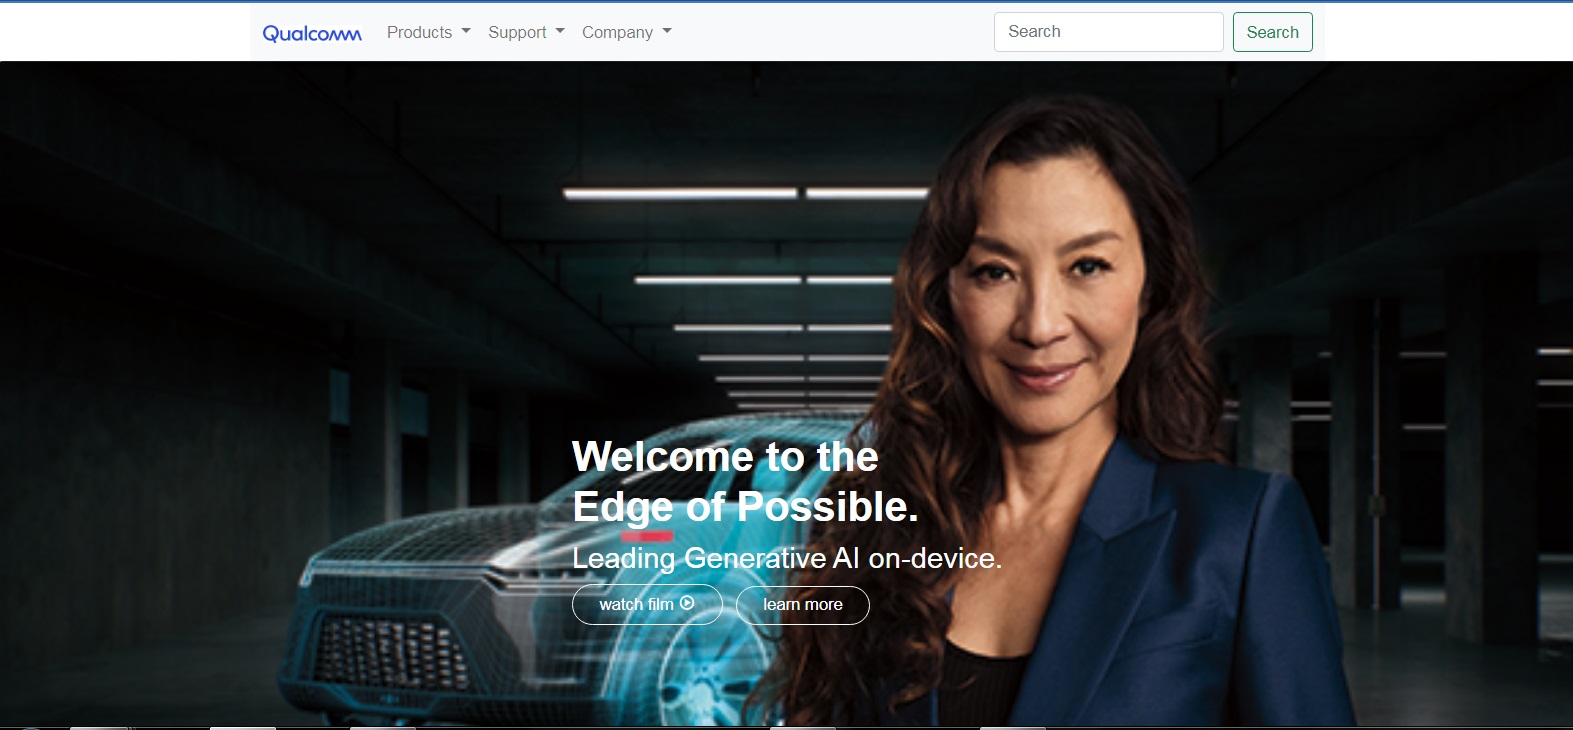 Qualcomm
Products
Support
Company
Search
Search
Welcome to the
Edge of Possible.
Leading Generative AI on-device.
watch film
learn more